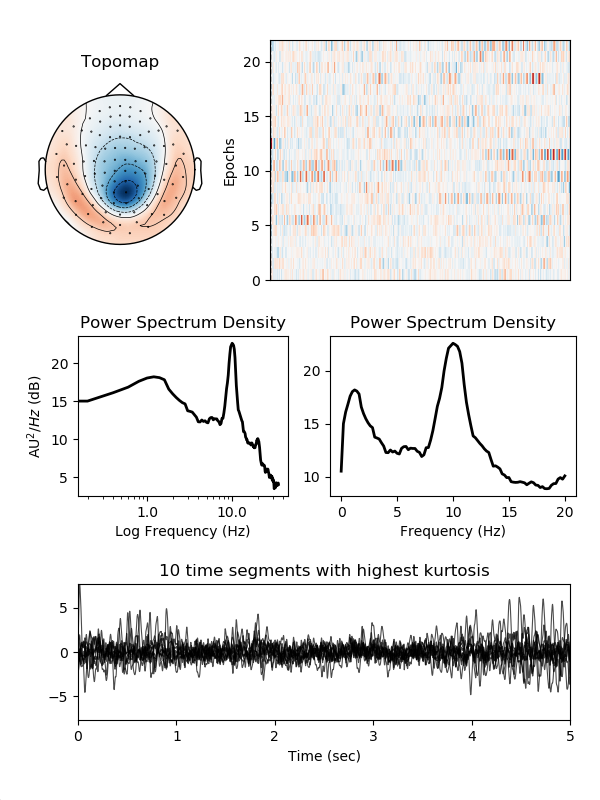 Topomap
Epochs
20
15
10
5
0
Power Spectrum Density
AU²/Hz (dB)
20
15
10
5
1.0 10.0
Log Frequency (Hz)
Power Spectrum Density
20
15
10
0 5 10 15 20
Frequency (Hz)
10 time segments with highest kurtosis
5
0
−5
0 1 2 3 4 5
Time (sec)